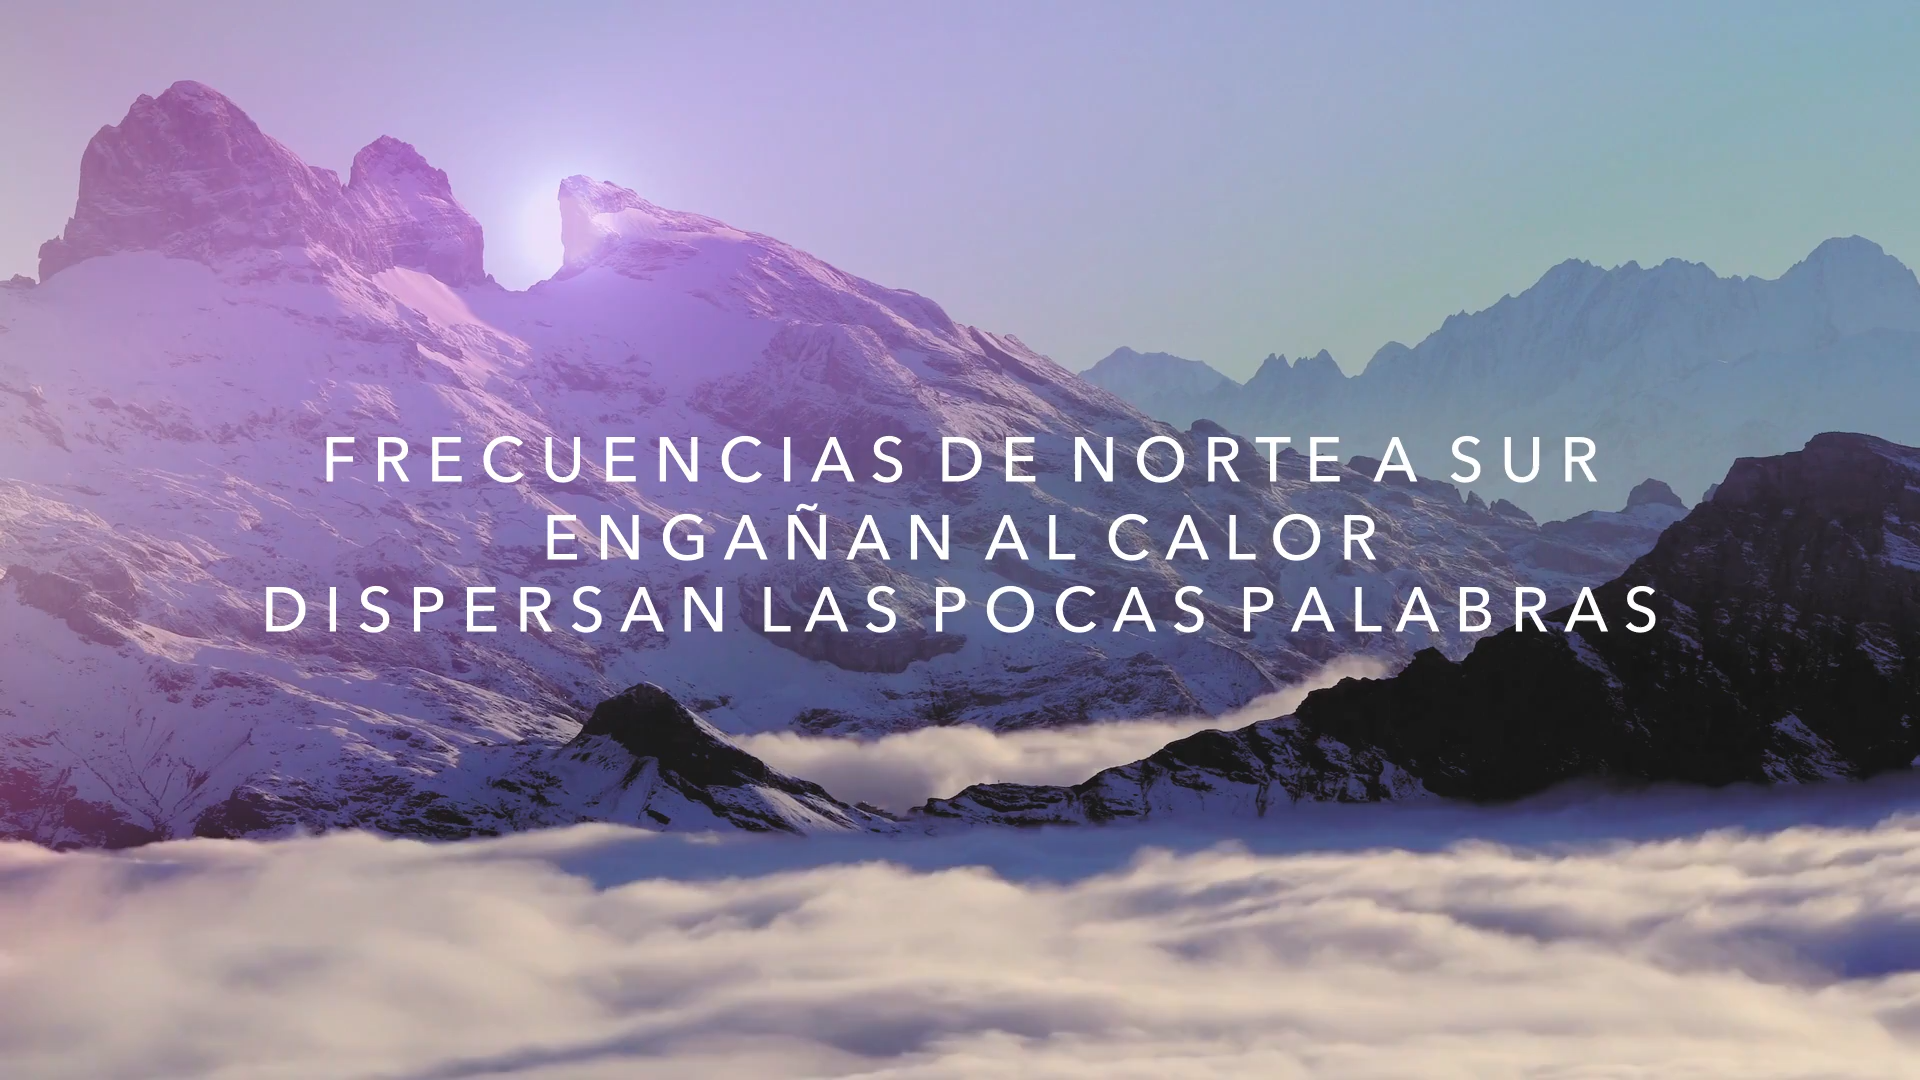 FRECUENCIAS DE NORTE A SUR
ENGAÑAN AL CALOR
DISPERSAN LAS POCAS PALABRAS